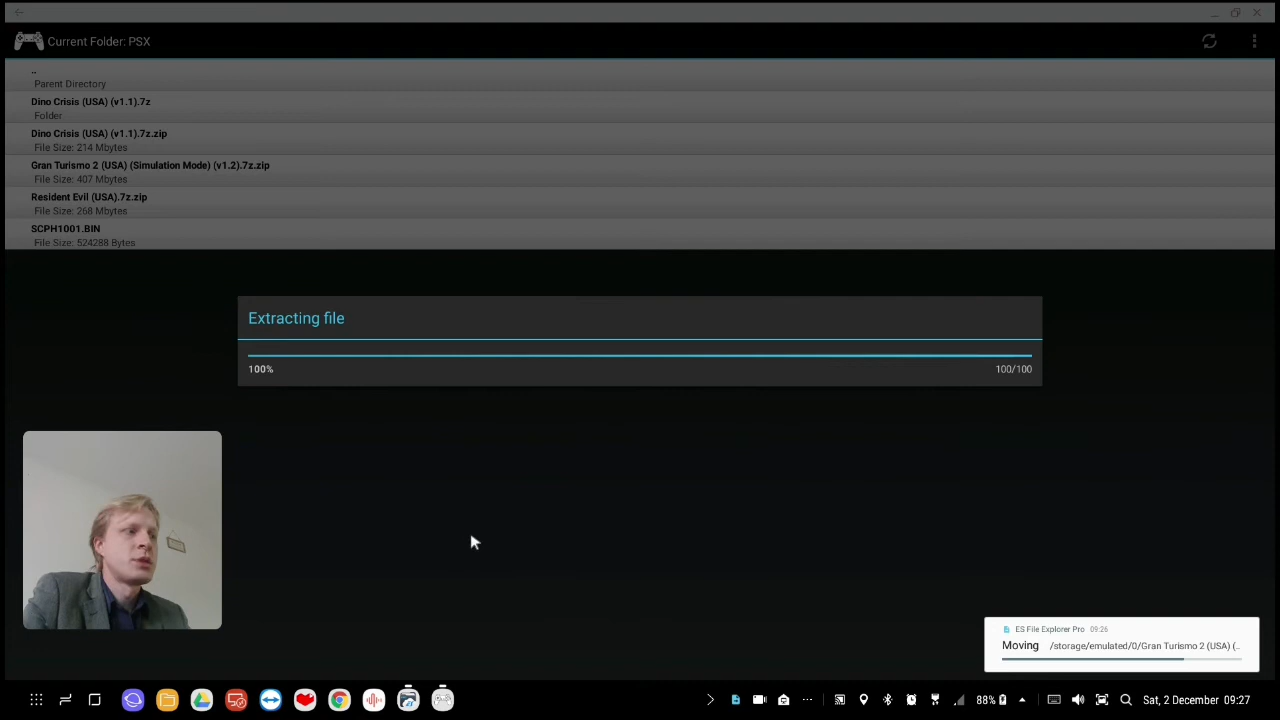 Current Folder: PSX
..
Parent Directory
Dino Crisis (USA) (v1.1).7z
Folder
Dino Crisis (USA) (v1.1).7z.zip
File Size: 214 Mbytes
Gran Turismo 2 (USA) (Simulation Mode) (v1.2).7z.zip
File Size: 407 Mbytes
Resident Evil (USA).7z.zip
File Size: 268 Mbytes
SCPH1001.BIN
File Size: 524288 Bytes
Extracting file
100% 100/100
ES File Explorer Pro 09:26
Moving /storage/emulated/0/Gran Turismo 2 (USA) (..
88% Sat, 2 December 09:27